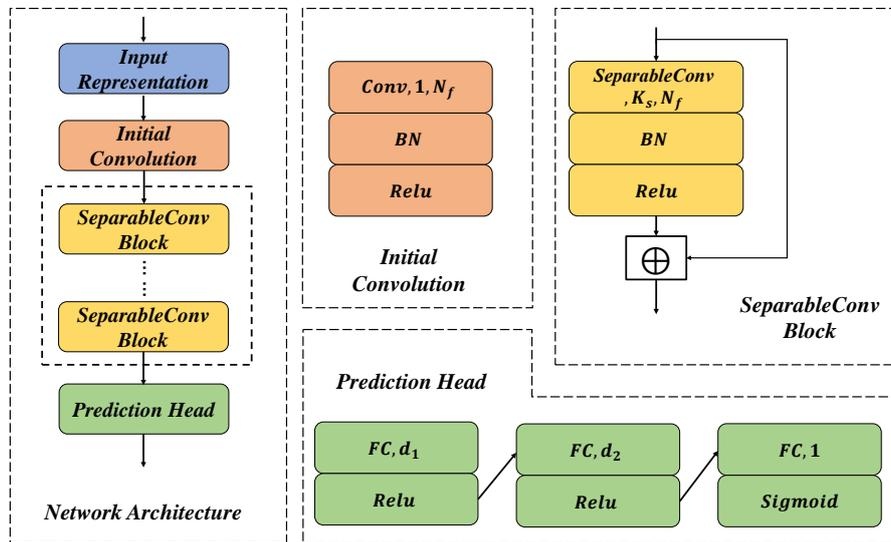 Input
Representation
Initial
Convolution
SeparableConv
Block
SeparableConv
Block
Prediction Head
Network Architecture
Conv, 1, N_f
BN
Relu
Initial
Convolution
SeparableConv
, K_s, N_f
BN
Relu
SeparableConv
Block
Prediction Head
FC, d_1
Relu
FC, d_2
Relu
FC, 1
Sigmoid